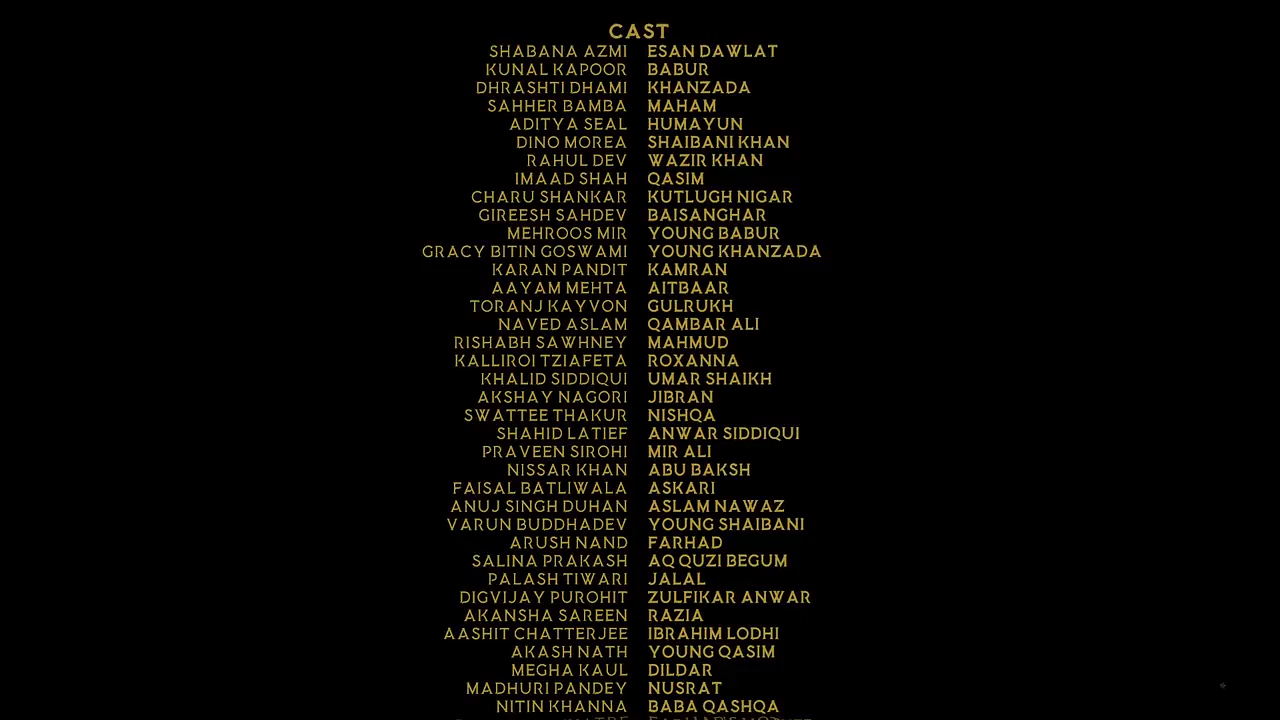 CAST
SHABANA AZMI ESAN DAWLAT
KUNAL KAPOOR BABUR
DHRASHTI DHAMI KHANZADA
SAHHER BAMBA MAHAM
ADITYA SEAL HUMAYUN
DINO MOREA SHAIBANI KHAN
RAHUL DEV WAZIR KHAN
IMAAD SHAH QASIM
CHARU SHANKAR KUTLUGH NIGAR
GIREESH SAHDEV BAISANGHAR
MEHROOS MIR YOUNG BABUR
GRACY BITIN GOSWAMI YOUNG KHANZADA
KARAN PANDIT KAMRAN
AAYAM MEHTA AITBAAR
TORANJ KAYVON GULRUKH
NAVED ASLAM QAMBAR ALI
RISHABH SAWHNEY MAHMUD
KALLIROI TZIAFETA ROXANNA
KHALID SIDDIQUI UMAR SHAIKH
AKSHAY NAGORI JIBRAN
SWATTEE THAKUR NISHQA
SHAHID LATIEF ANWAR SIDDIQUI
PRAVEEN SIROHI MIR ALI
NISSAR KHAN ABU BAKSH
FAISAL BATLIWALA ASKARI
ANUJ SINGH DUHAN ASLAM NAWAZ
VARUN BUDDHADEV YOUNG SHAIBANI
ARUSH NAND FARHAD
SALINA PRAKASH AQ QUZI BEGUM
PALASH TIWARI JALAL
DIGVIJAY PUROHIT ZULFIKAR ANWAR
AKANSHA SAREEN RAZIA
AASHIT CHATTERJEE IBRAHIM LODHI
AKASH NATH YOUNG QASIM
MEGHA KAUL DILDAR
MADHURI PANDEY NUSRAT
NITIN KHANNA BABA QASHQA